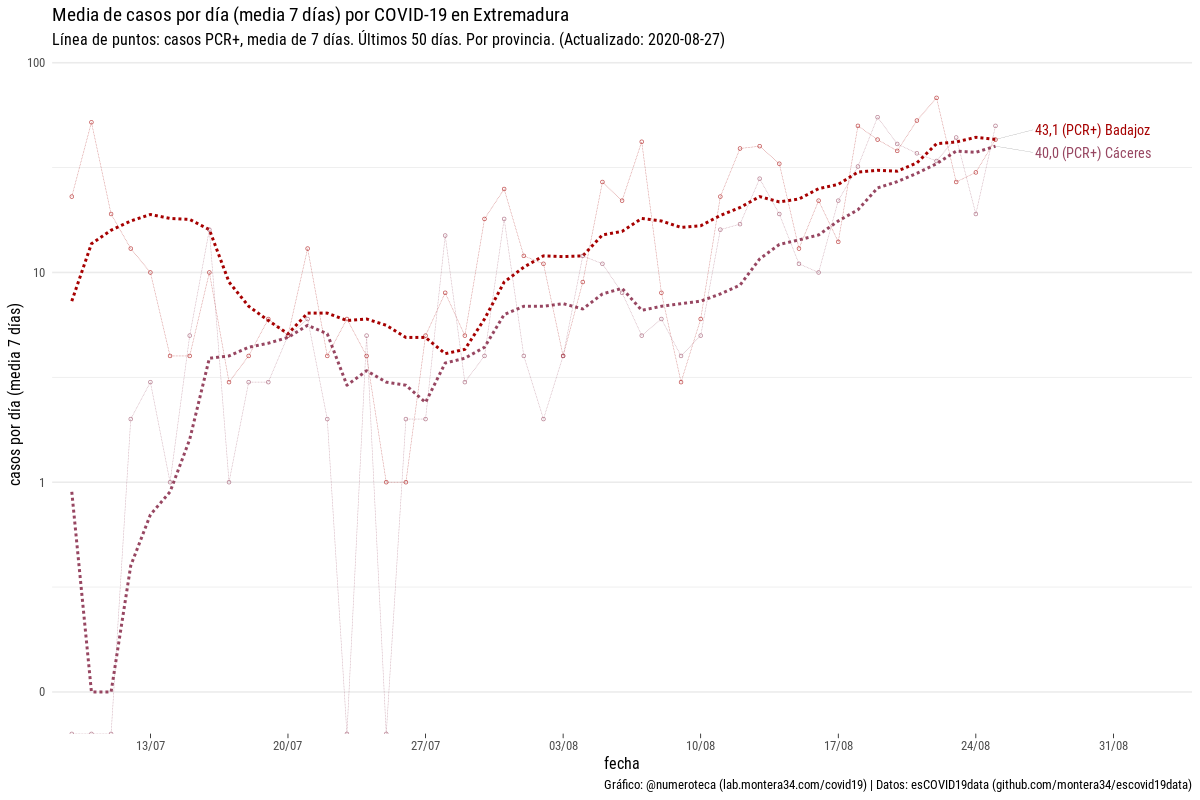 Media de casos por día (media 7 días) por COVID-19 en Extremadura
Línea de puntos: casos PCR+, media de 7 días. Últimos 50 días. Por provincia. (Actualizado: 2020-08-27)
100
10
1
0
casos por día (media 7 días)
43,1 (PCR+) Badajoz
40,0 (PCR+) Cáceres
13/07
20/07
27/07
03/08
10/08
17/08
24/08
31/08
fecha
Gráfico: @numeroteca (lab.montera34.com/covid19) | Datos: esCOVID19data (github.com/montera34/escovid19data)